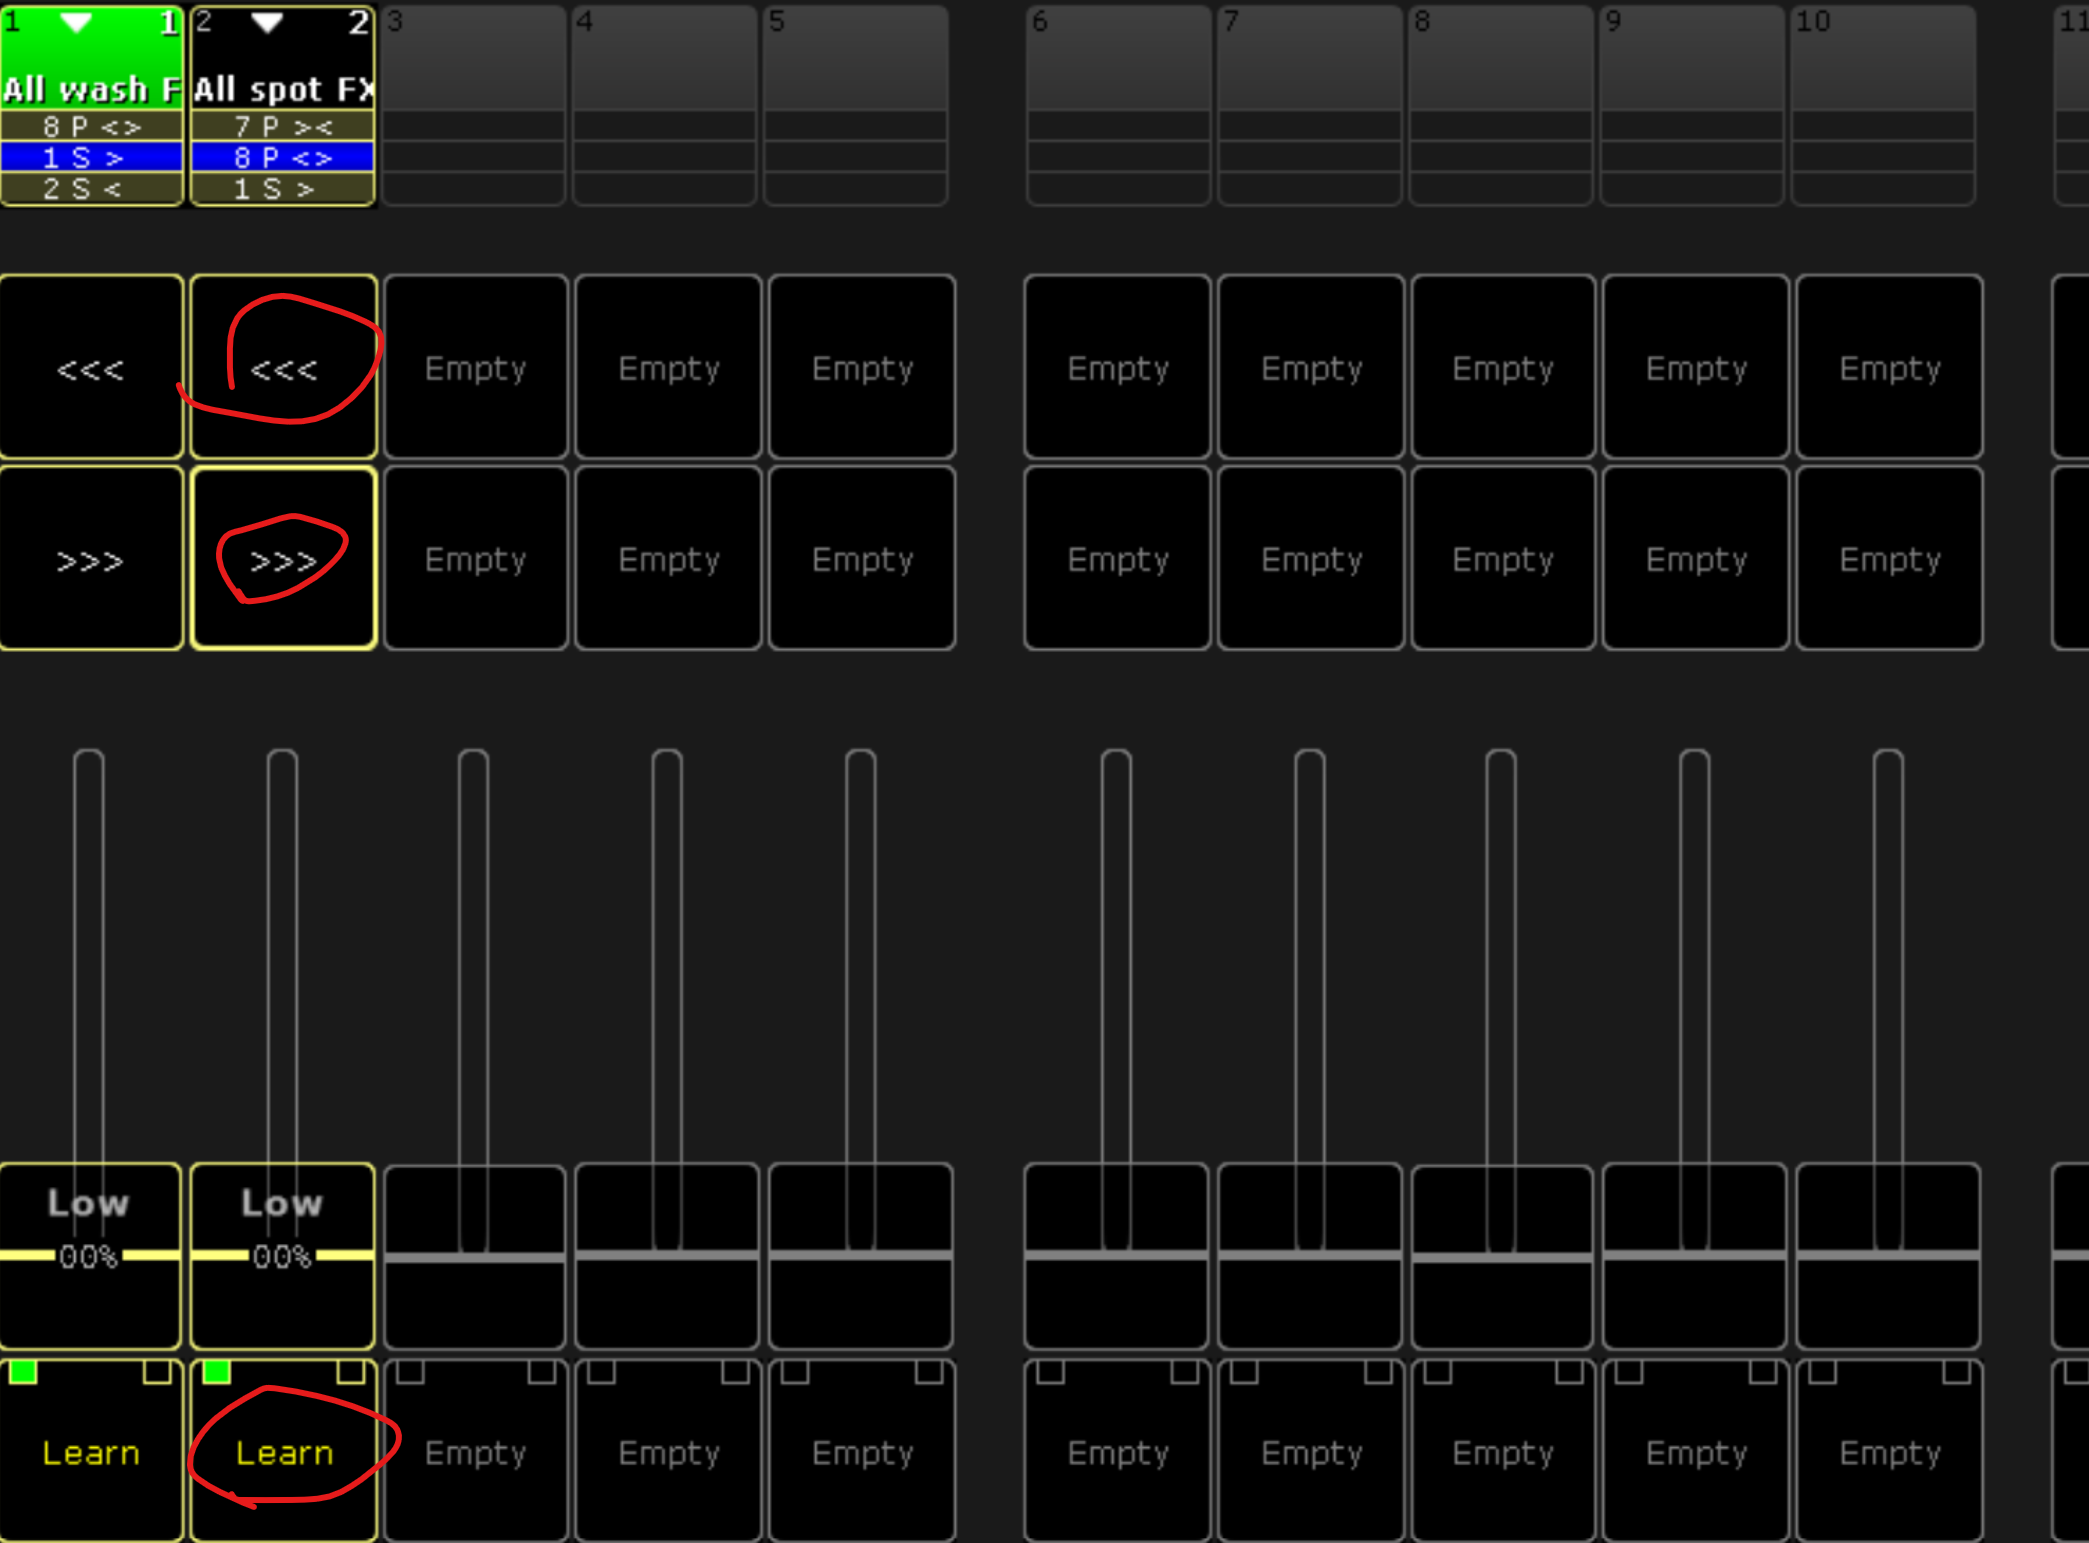 1 1 2 2 3 4 5 6 7 8 9 10 11
All wash F All spot FX
8 P <> 7 P ><
1 S > 8 P <>
2 S < 1 S >
<<< <<< Empty Empty Empty Empty Empty Empty Empty Empty
>>> >>> Empty Empty Empty Empty Empty Empty Empty Empty
Low Low
00% 00%
Learn Learn Empty Empty Empty Empty Empty Empty Empty Empty